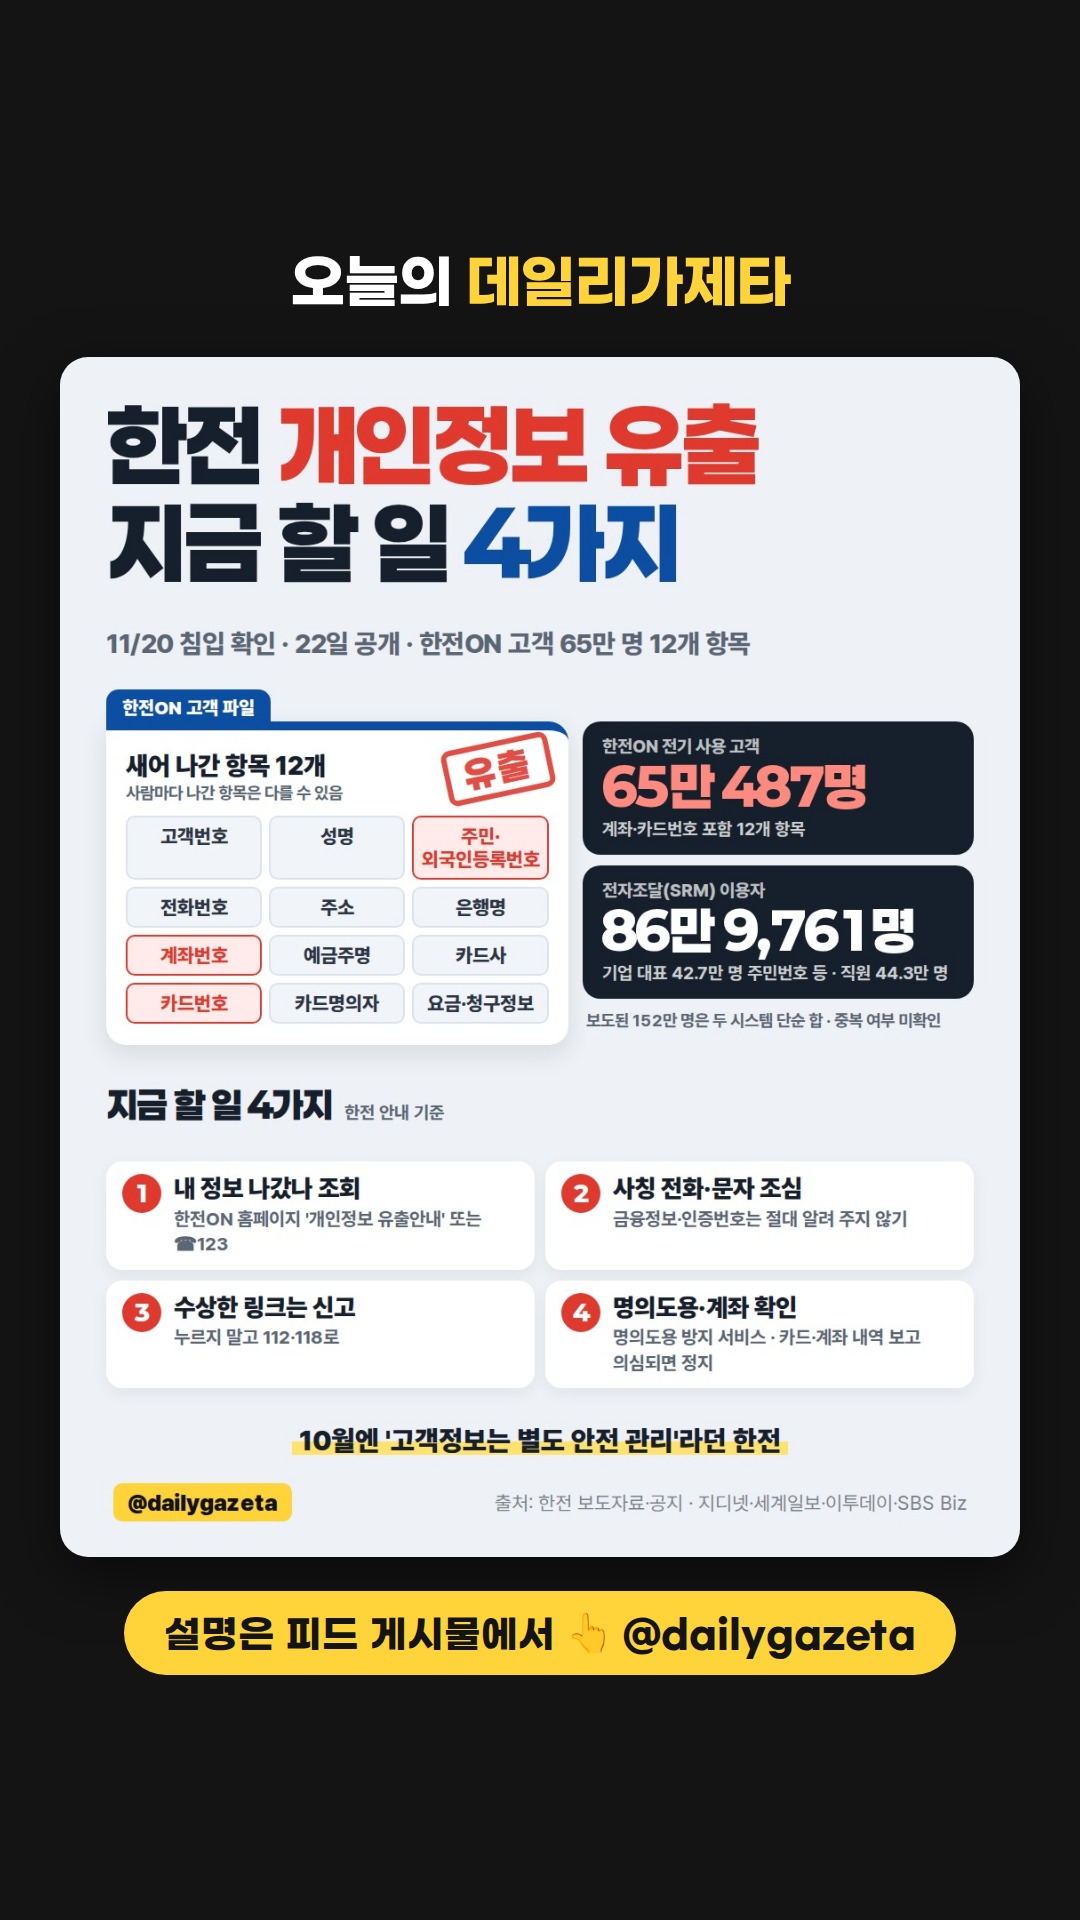 오늘의 데일리가제타
한전 개인정보 유출
지금 할 일 4가지
11/20 침입 확인 · 22일 공개 · 한전ON 고객 65만 명 12개 항목
한전ON 고객 파일
새어 나간 항목 12개
사람마다 나간 항목은 다를 수 있음
유출
고객번호
성명
주민·
외국인등록번호
전화번호
주소
은행명
계좌번호
예금주명
카드사
카드번호
카드명의자
요금·청구정보
한전ON 전기 사용 고객
65만 487명
계좌·카드번호 포함 12개 항목
전자조달(SRM) 이용자
86만 9,761명
기업 대표 42.7만 명 주민번호 등 · 직원 44.3만 명
보도된 152만 명은 두 시스템 단순 합 · 중복 여부 미확인
지금 할 일 4가지 한전 안내 기준
1 내 정보 나갔나 조회
한전ON 홈페이지 '개인정보 유출안내' 또는
☎123
2 사칭 전화·문자 조심
금융정보·인증번호는 절대 알려 주지 않기
3 수상한 링크는 신고
누르지 말고 112·118로
4 명의도용·계좌 확인
명의도용 방지 서비스 · 카드·계좌 내역 보고
의심되면 정지
10월엔 '고객정보는 별도 안전 관리'라던 한전
@dailygazeta
출처: 한전 보도자료·공지 · 지디넷·세계일보·이투데이·SBS Biz
설명은 피드 게시물에서 👆 @dailygazeta